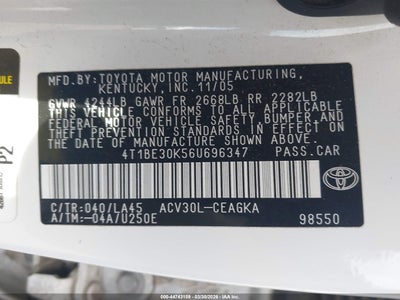 MFD. BY: TOYOTA MOTOR MANUFACTURING,
KENTUCKY, INC. 11/05
GVWR 4244LB GAWR FR 2668LB RR 2282LB
THIS VEHICLE CONFORMS TO ALL APPLICABLE
FEDERAL MOTOR VEHICLE SAFETY AND
THEFT PREVENTION STANDARDS IN EFFECT ON
THE DATE OF MANUFACTURE SHOWN ABOVE.
4T1BE30K56U696347 PASS.CAR
C/TR:040/LA45 ACV30L-CEAGKA
A/TM:-04A/U250E 98550
TOYOTA
P2